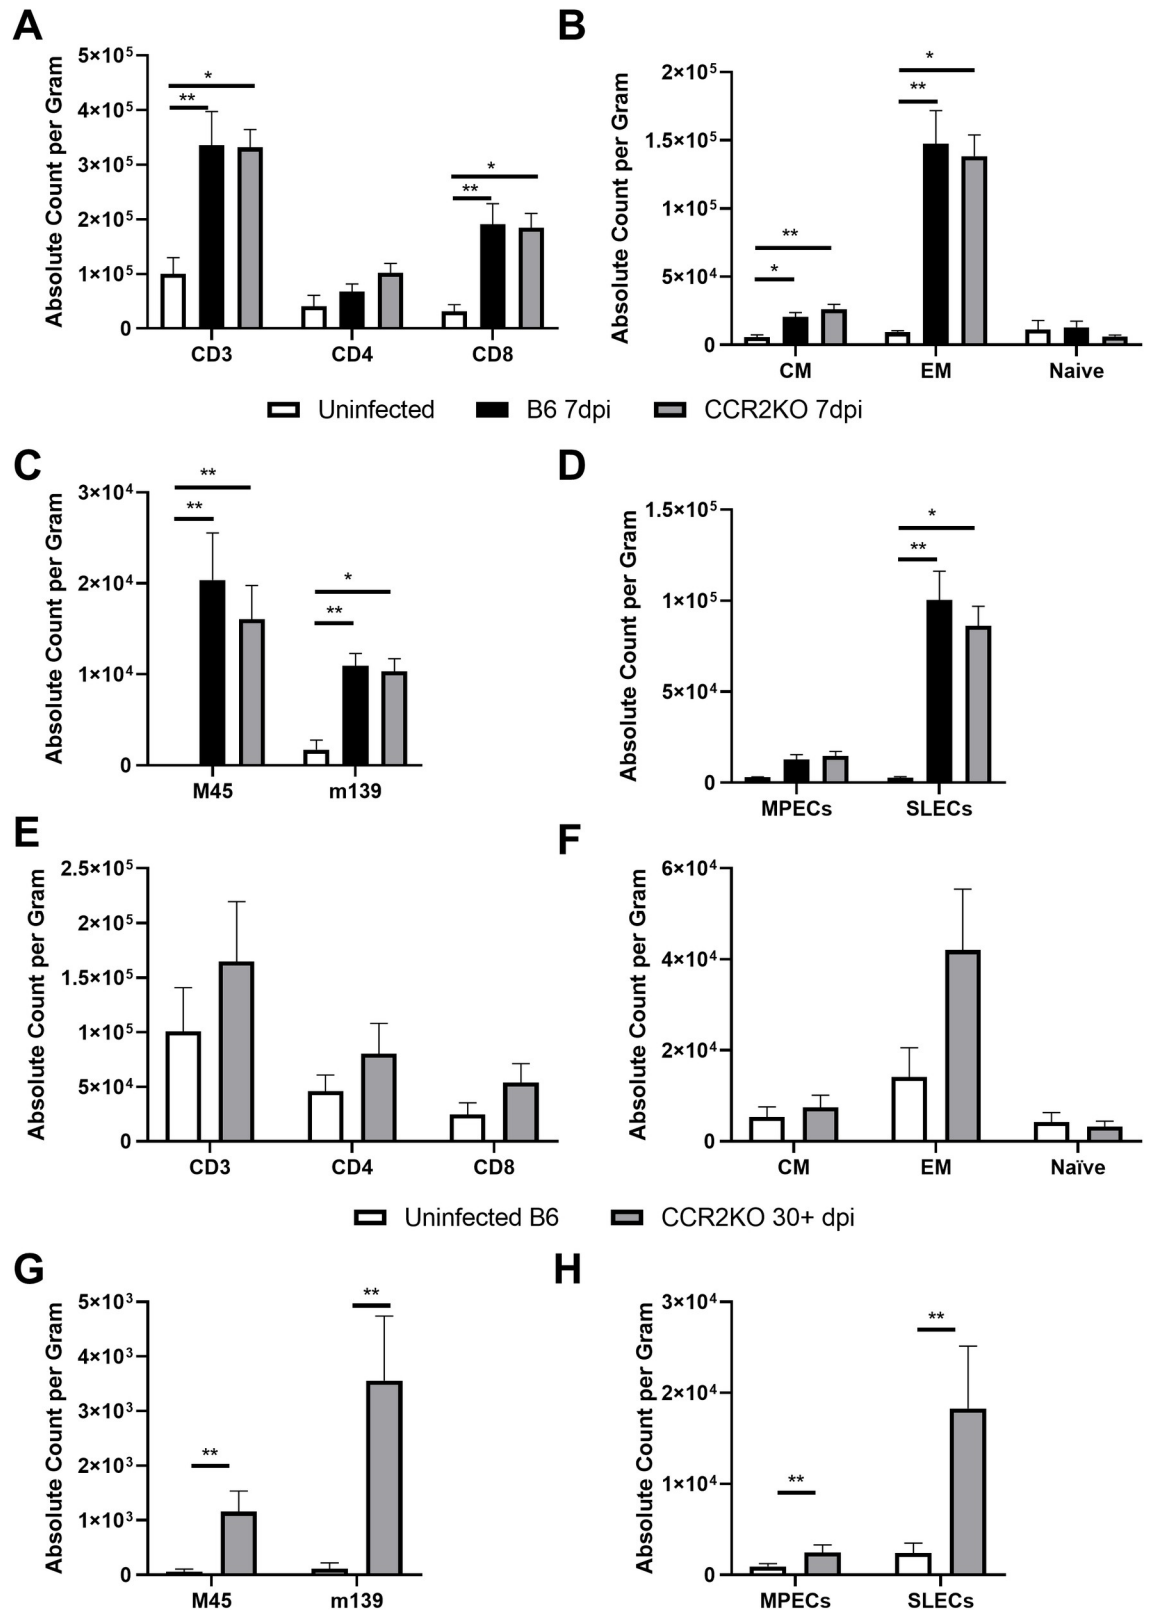 A
Absolute Count per Gram
5×10⁵
4×10⁵
3×10⁵
2×10⁵
1×10⁵
0
*
**
*
**
CD3 CD4 CD8
B
Absolute Count per Gram
2×10⁵
1.5×10⁵
1×10⁵
5×10⁴
0
**
*
*
**
CM EM Naive
Uninfected B6 7dpi CCR2KO 7dpi
C
Absolute Count per Gram
3×10⁴
2×10⁴
1×10⁴
0
**
**
*
**
M45 m139
D
Absolute Count per Gram
1.5×10⁵
1×10⁵
5×10⁴
0
*
**
MPECs SLECs
E
Absolute Count per Gram
2.5×10⁵
2×10⁵
1.5×10⁵
1×10⁵
5×10⁴
0
CD3 CD4 CD8
F
Absolute Count per Gram
6×10⁴
4×10⁴
2×10⁴
0
CM EM Naïve
Uninfected B6 CCR2KO 30+ dpi
G
Absolute Count per Gram
5×10³
4×10³
3×10³
2×10³
1×10³
0
**
**
M45 m139
H
Absolute Count per Gram
3×10⁴
2×10⁴
1×10⁴
0
**
**
MPECs SLECs